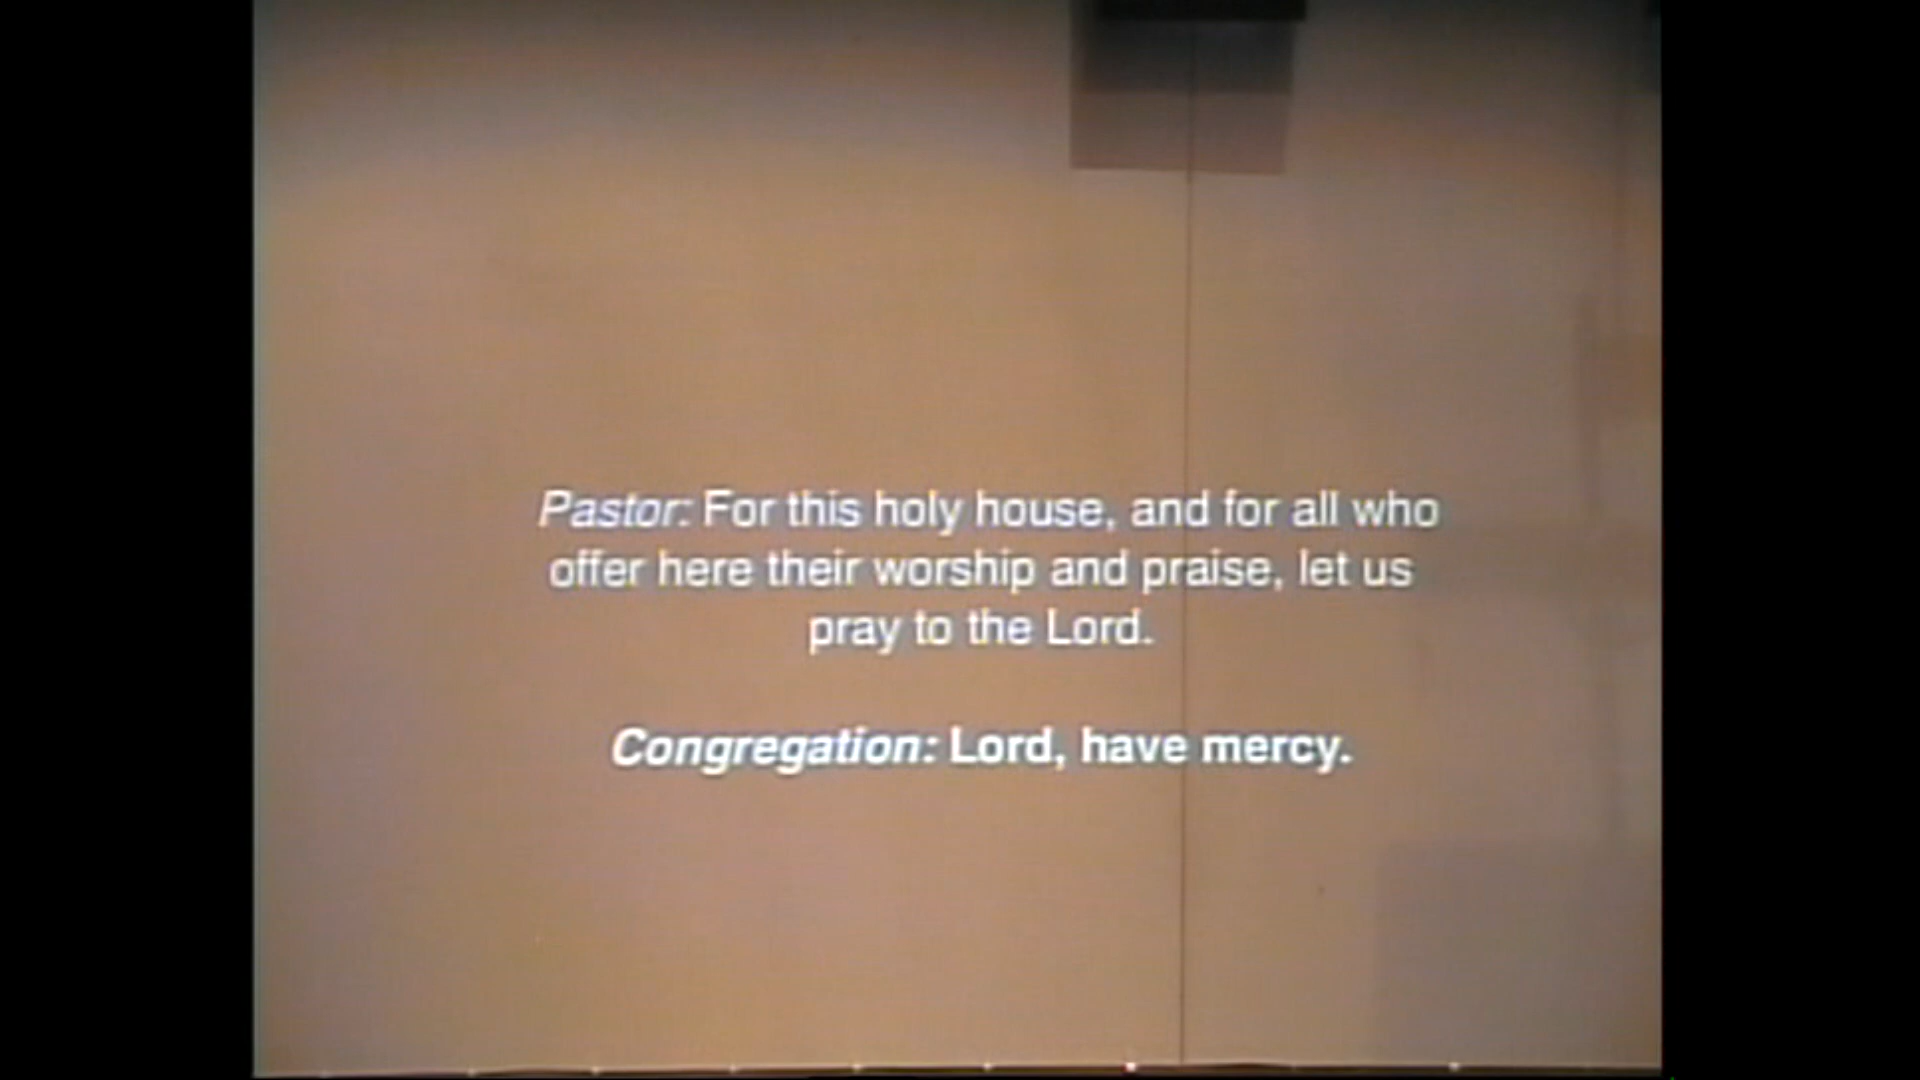 Pastor: For this holy house, and for all who
offer here their worship and praise, let us
pray to the Lord.
Congregation: Lord, have mercy.